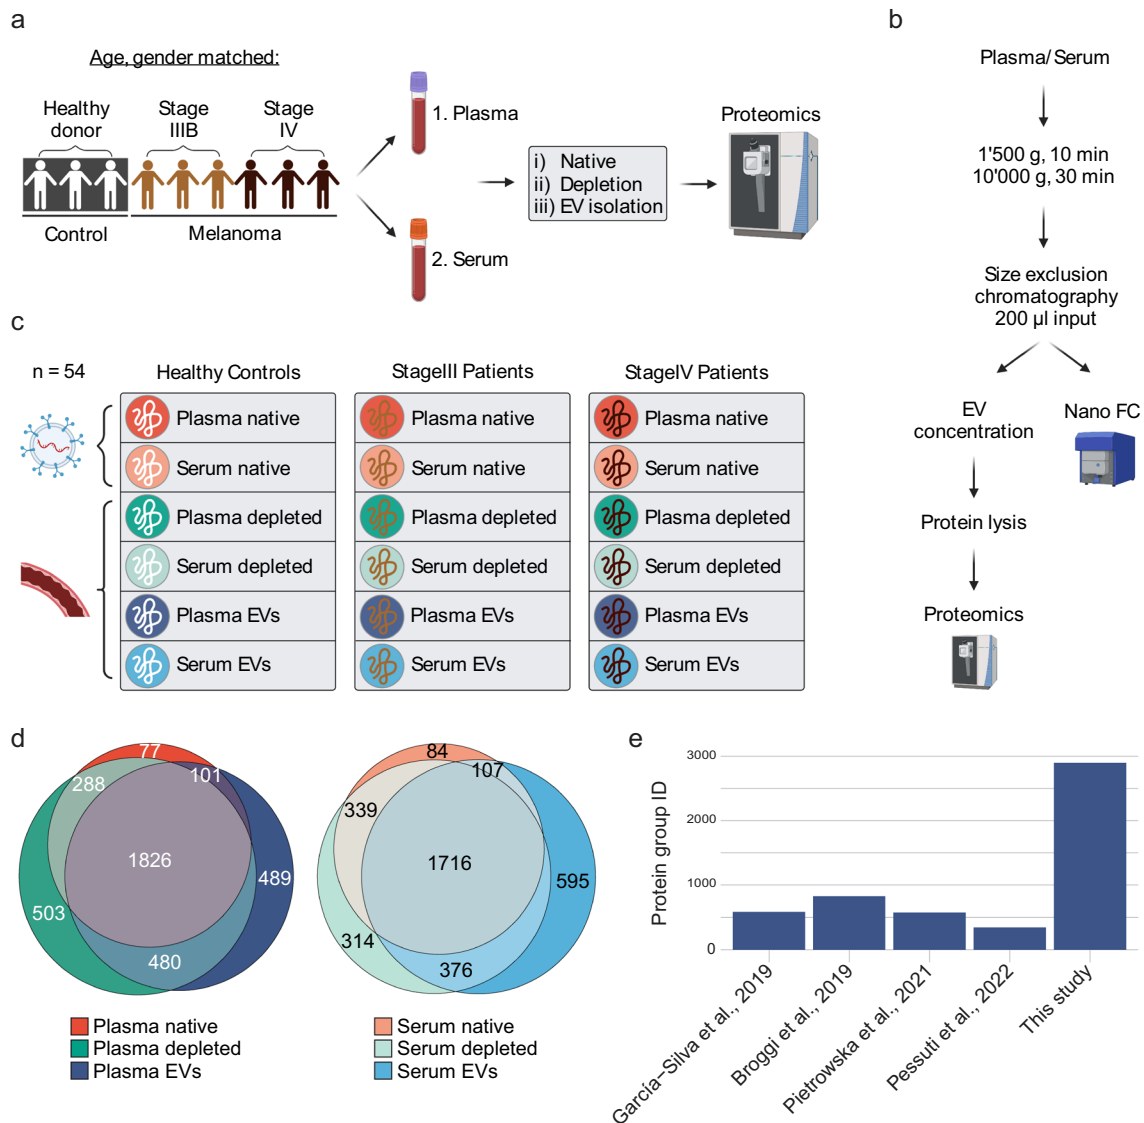 a
Age, gender matched:
Healthy
donor
Stage
IIIB
Stage
IV
Control
Melanoma
1. Plasma
2. Serum
i) Native
ii) Depletion
iii) EV isolation
Proteomics
b
Plasma/Serum
1'500 g, 10 min
10'000 g, 30 min
Size exclusion
chromatography
200 µl input
EV
concentration
Nano FC
Protein lysis
Proteomics
c
n = 54
Healthy Controls
Plasma native
Serum native
Plasma depleted
Serum depleted
Plasma EVs
Serum EVs
StageIII Patients
Plasma native
Serum native
Plasma depleted
Serum depleted
Plasma EVs
Serum EVs
StageIV Patients
Plasma native
Serum native
Plasma depleted
Serum depleted
Plasma EVs
Serum EVs
d
77
288
101
1826
489
503
480
Plasma native
Plasma depleted
Plasma EVs
84
107
339
1716
595
314
376
Serum native
Serum depleted
Serum EVs
e
Protein group ID
3000
2000
1000
0
García−Silva et al., 2019
Broggi et al., 2019
Pietrowska et al., 2021
Pessuti et al., 2022
This study